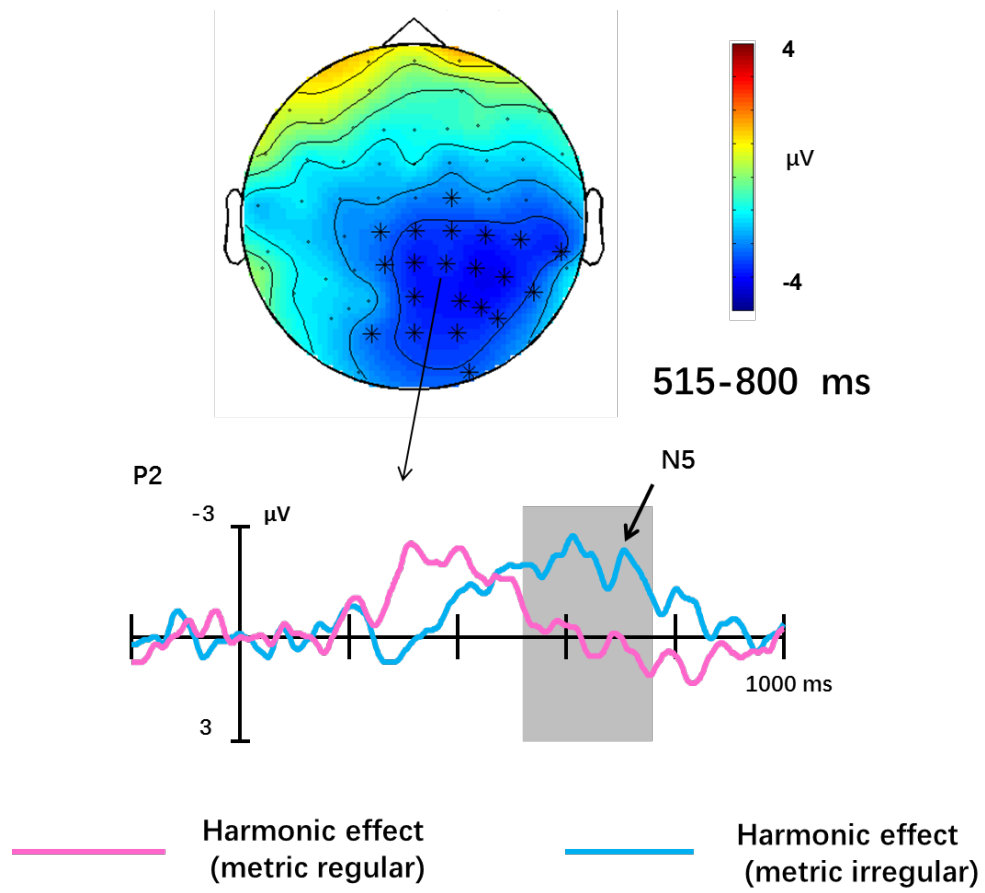 4
μV
-4
515-800 ms
P2
N5
-3
μV
3
1000 ms
Harmonic effect
(metric regular)
Harmonic effect
(metric irregular)